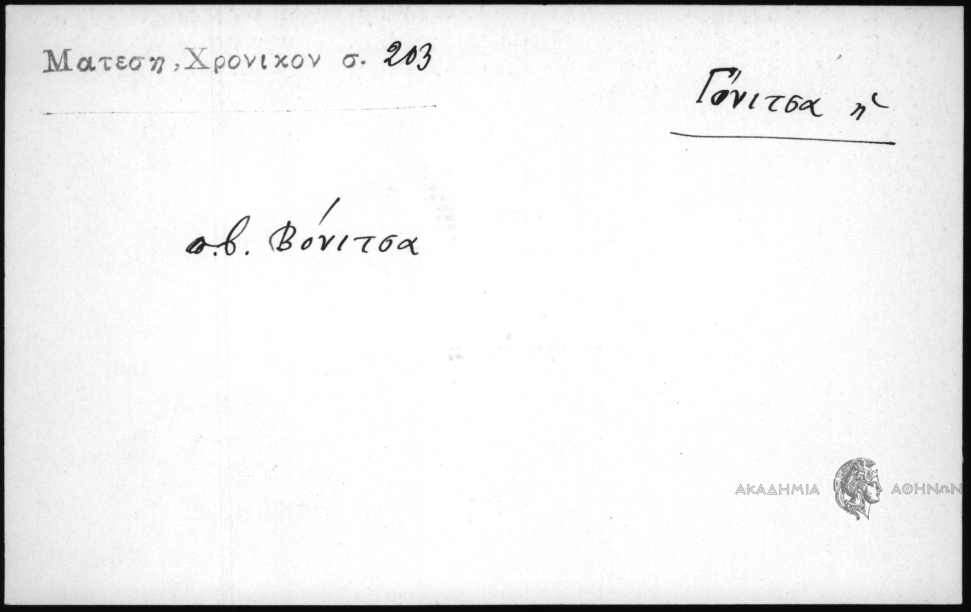 Ματεση, Χρονικον σ. 203
Γόνιτσα ἡ
σ.β. Βόνιτσα
ΑΚΑΔΗΜΙΑ ΑΘΗΝΩΝ